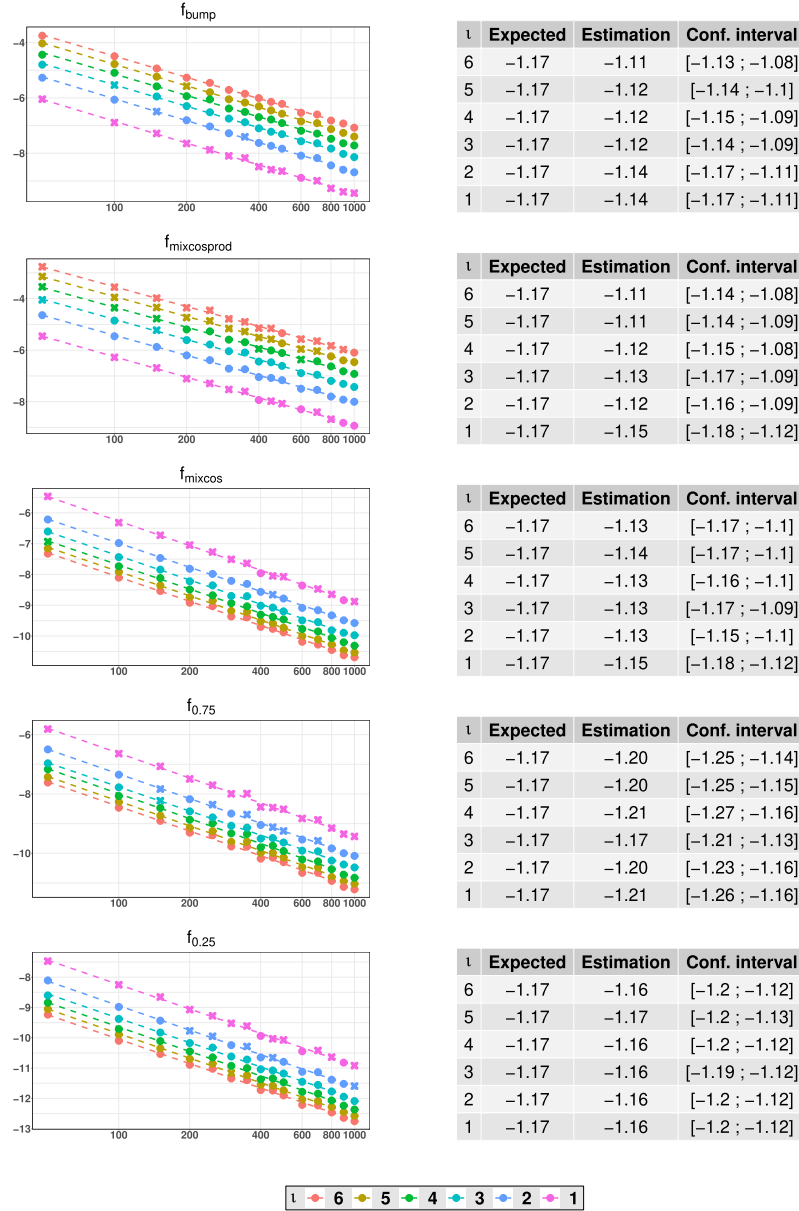 f_bump
−4
−6
−8
100 200 400 600 800 1000
ι Expected Estimation Conf. interval
6 −1.17 −1.11 [−1.13 ; −1.08]
5 −1.17 −1.12 [−1.14 ; −1.1]
4 −1.17 −1.12 [−1.15 ; −1.09]
3 −1.17 −1.12 [−1.14 ; −1.09]
2 −1.17 −1.14 [−1.17 ; −1.11]
1 −1.17 −1.14 [−1.17 ; −1.11]
f_mixcosprod
−4
−6
−8
100 200 400 600 800 1000
ι Expected Estimation Conf. interval
6 −1.17 −1.11 [−1.14 ; −1.08]
5 −1.17 −1.11 [−1.14 ; −1.09]
4 −1.17 −1.12 [−1.15 ; −1.08]
3 −1.17 −1.13 [−1.17 ; −1.09]
2 −1.17 −1.12 [−1.16 ; −1.09]
1 −1.17 −1.15 [−1.18 ; −1.12]
f_mixcos
−6
−7
−8
−9
−10
100 200 400 600 800 1000
ι Expected Estimation Conf. interval
6 −1.17 −1.13 [−1.17 ; −1.1]
5 −1.17 −1.14 [−1.17 ; −1.1]
4 −1.17 −1.13 [−1.16 ; −1.1]
3 −1.17 −1.13 [−1.17 ; −1.09]
2 −1.17 −1.13 [−1.15 ; −1.1]
1 −1.17 −1.15 [−1.18 ; −1.12]
f_0.75
−6
−8
−10
100 200 400 600 800 1000
ι Expected Estimation Conf. interval
6 −1.17 −1.20 [−1.25 ; −1.14]
5 −1.17 −1.20 [−1.25 ; −1.15]
4 −1.17 −1.21 [−1.27 ; −1.16]
3 −1.17 −1.17 [−1.21 ; −1.13]
2 −1.17 −1.20 [−1.23 ; −1.16]
1 −1.17 −1.21 [−1.26 ; −1.16]
f_0.25
−8
−9
−10
−11
−12
−13
100 200 400 600 800 1000
ι Expected Estimation Conf. interval
6 −1.17 −1.16 [−1.2 ; −1.12]
5 −1.17 −1.17 [−1.2 ; −1.13]
4 −1.17 −1.16 [−1.2 ; −1.12]
3 −1.17 −1.16 [−1.19 ; −1.12]
2 −1.17 −1.16 [−1.2 ; −1.12]
1 −1.17 −1.16 [−1.2 ; −1.12]
ι 6 5 4 3 2 1